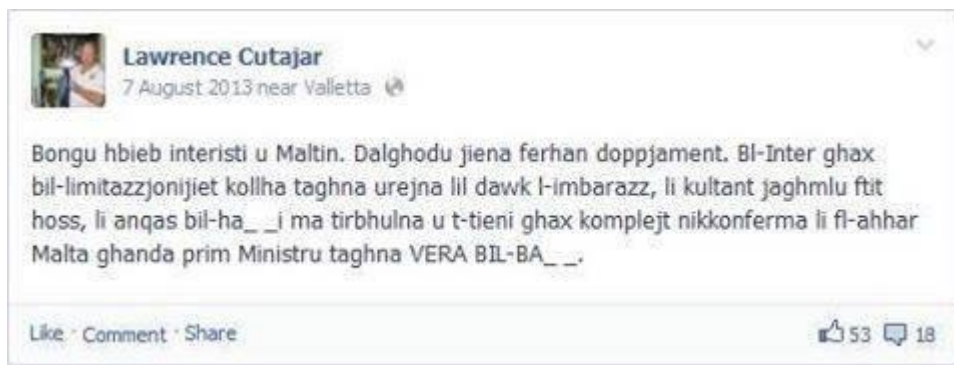 Lawrence Cutajar
7 August 2013 near Valletta
Bongu hbieb interisti u Maltin. Dalghodu jiena ferhan doppjament. Bl-Inter ghax
bil-limitazzjonijiet kollha taghna urejna lil dawk l-imbarazz, li kultant jaghmlu ftit
hoss, li anqas bil-ha_ _i ma tirbhulna u t-tieni ghax komplejt nikkonferma li fl-ahhar
Malta ghanda prim Ministru taghna VERA BIL-BA_ _.
Like · Comment · Share 53 18